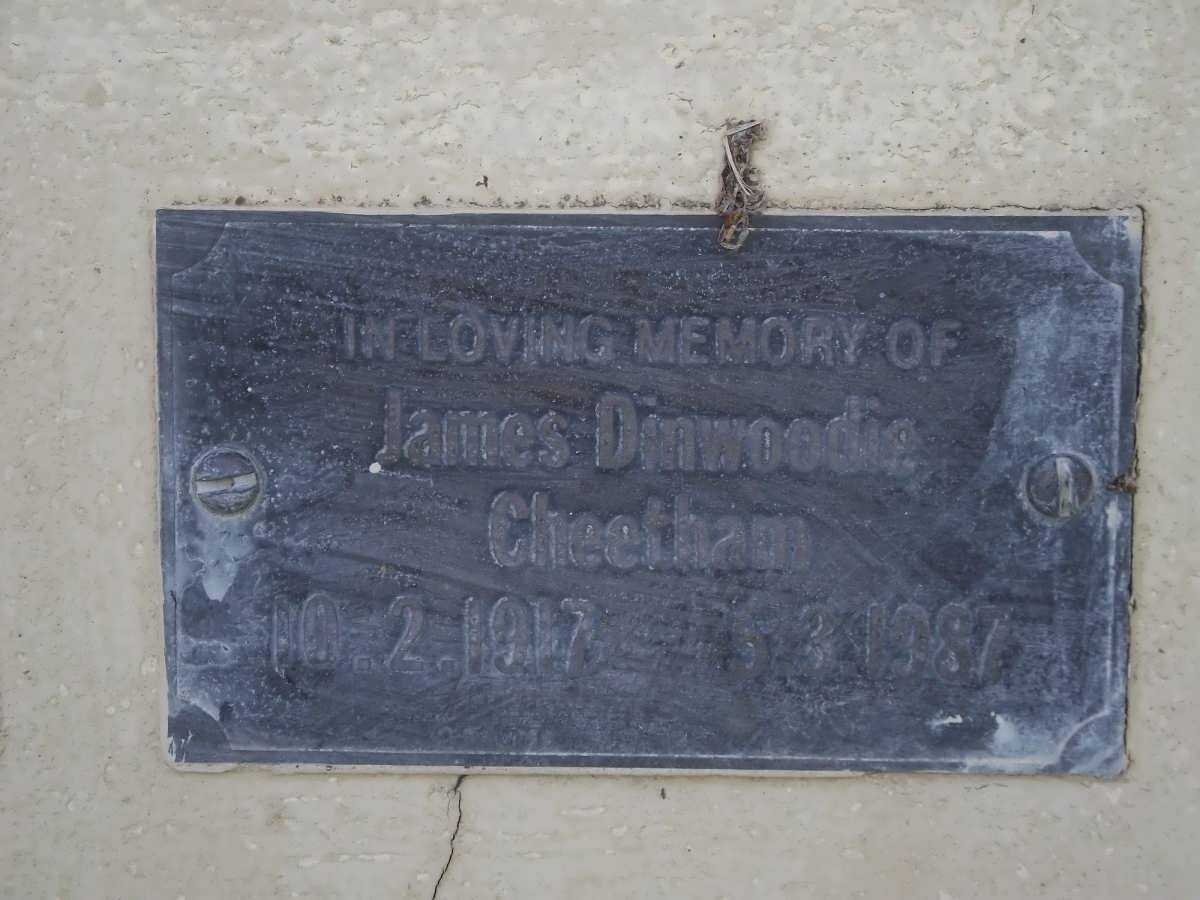 IN LOVING MEMORY OF
James Dinwoodie
Cheetham
10.2.1917 5.3.1987